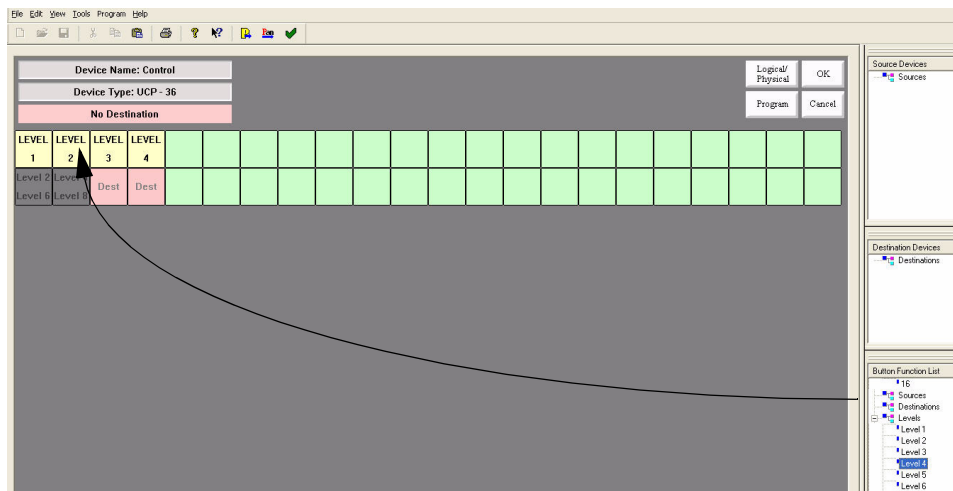 File Edit View Tools Program Help
Device Name: Control
Device Type: UCP - 36
No Destination
Logical/
Physical
OK
Program
Cancel
LEVEL LEVEL LEVEL LEVEL
1 2 3 4
Level 2 Level Dest Dest
Level 6 Level 8
Source Devices
Sources
Destination Devices
Destinations
Button Function List
16
Sources
Destinations
Levels
Level 1
Level 2
Level 3
Level 4
Level 5
Level 6